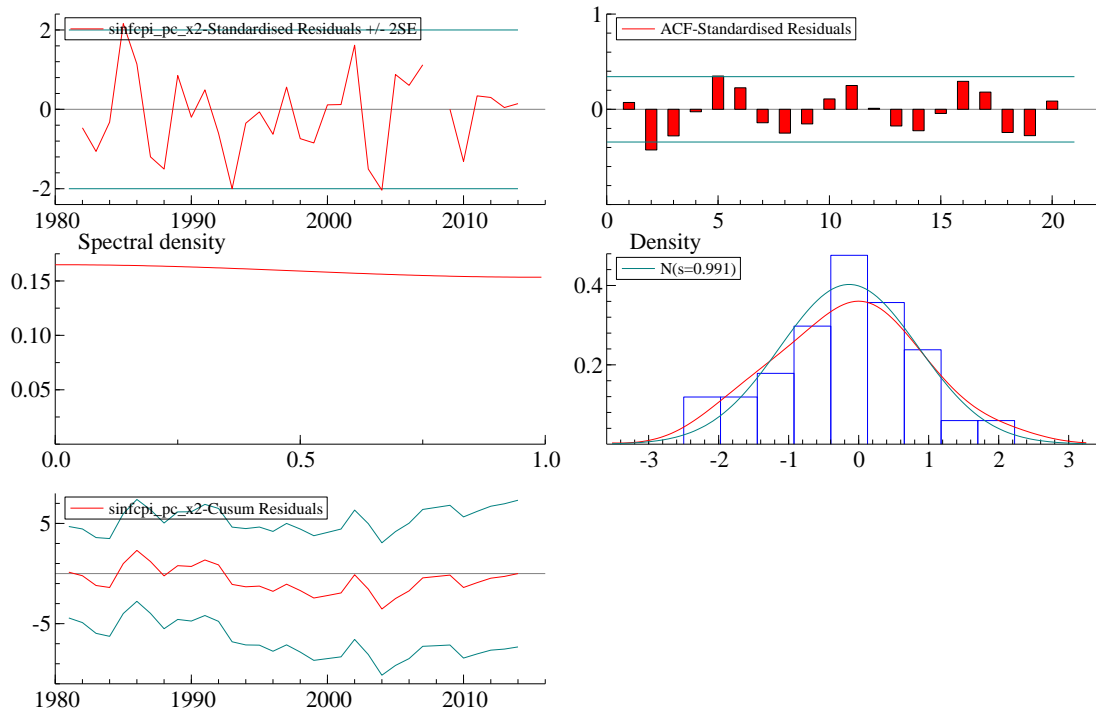 sinfcpi_pc_x2-Standardised Residuals +/- 2SE
2
0
-2
1980 1990 2000 2010
ACF-Standardised Residuals
1
0
0 5 10 15 20
Spectral density
0.15
0.10
0.05
0.0 0.5 1.0
Density
N(s=0.991)
0.4
0.2
-3 -2 -1 0 1 2 3
sinfcpi_pc_x2-Cusum Residuals
5
-5
1980 1990 2000 2010